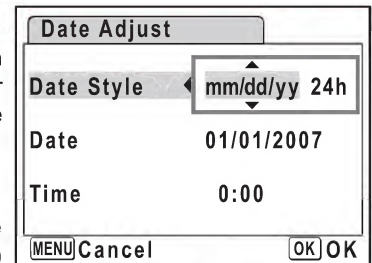 Date Adjust
Date Style mm/dd/yy 24h
Date 01/01/2007
Time 0:00
MENU Cancel OK OK